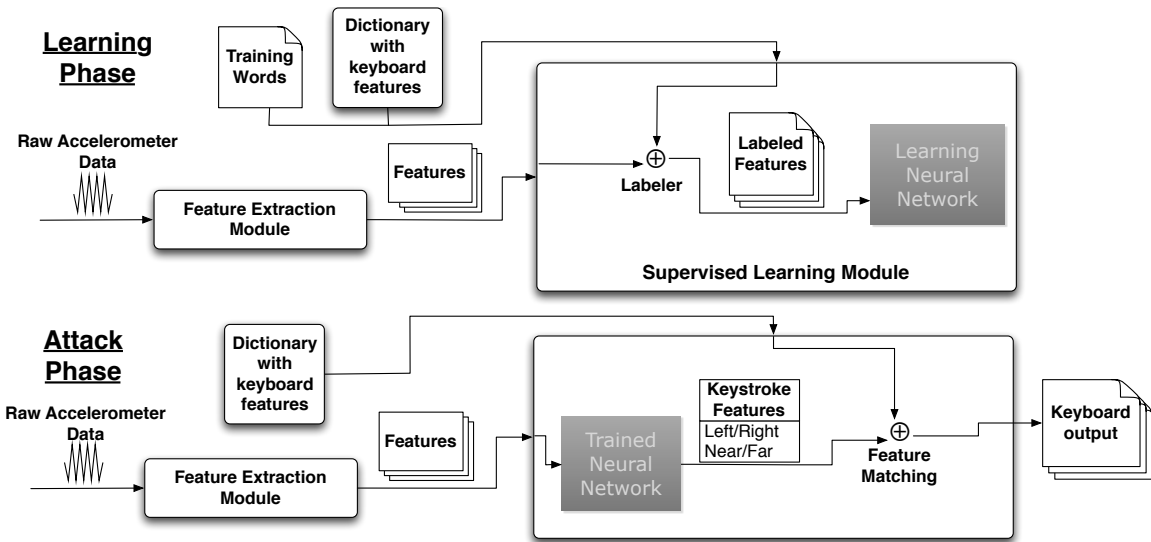 Learning
Phase
Training
Words
Dictionary
with
keyboard
features
Raw Accelerometer
Data
Feature Extraction
Module
Features
Labeler
Labeled
Features
Learning
Neural
Network
Supervised Learning Module
Attack
Phase
Dictionary
with
keyboard
features
Raw Accelerometer
Data
Feature Extraction
Module
Features
Trained
Neural
Network
Keystroke
Features
Left/Right
Near/Far
Feature
Matching
Keyboard
output